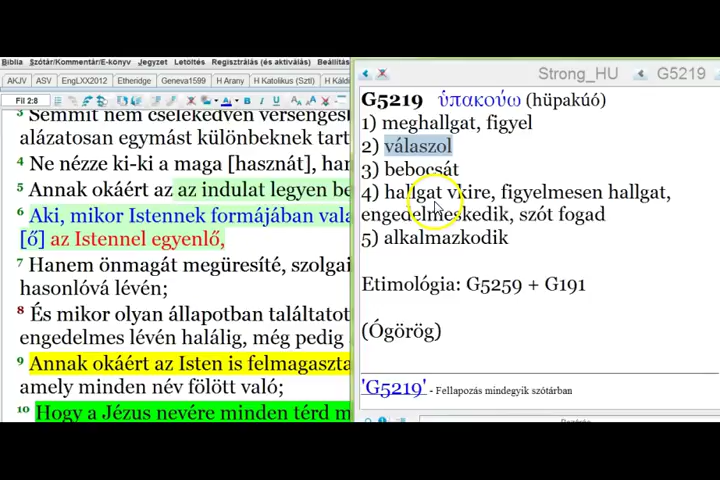 Biblia Szótár/Kommentár/E-könyv Jegyzet Letöltés Regisztrálás (és aktiválás) Beállítás
AKJV ASV EngLXX2012 Etheridge Geneva1599 H Arany H Katolikus (SztI) H Káldi
Fil 2:8
3 Semmit nem cselekedvén versengésb
alázatosan egymást különbeknek tart
4 Ne nézze ki-ki a maga [hasznát], han
5 Annak okáért az az indulat legyen be
6 Aki, mikor Istennek formájában vala
[ő] az Istennel egyenlő,
7 Hanem önmagát megüresíté, szolgai
hasonlóvá lévén;
8 És mikor olyan állapotban találtatot
engedelmes lévén halálig, még pedig
9 Annak okáért az Isten is felmagaszta
amely minden név fölött való;
10 Hogy a Jézus nevére minden térd m
Strong_HU G5219
G5219 ὑπακούω (hüpakúó)
1) meghallgat, figyel
2) válaszol
3) bebocsát
4) hallgat vkire, figyelmesen hallgat,
engedelmeskedik, szót fogad
5) alkalmazkodik
Etimológia: G5259 + G191
(Ógörög)
'G5219' - Fellapozás mindegyik szótárban